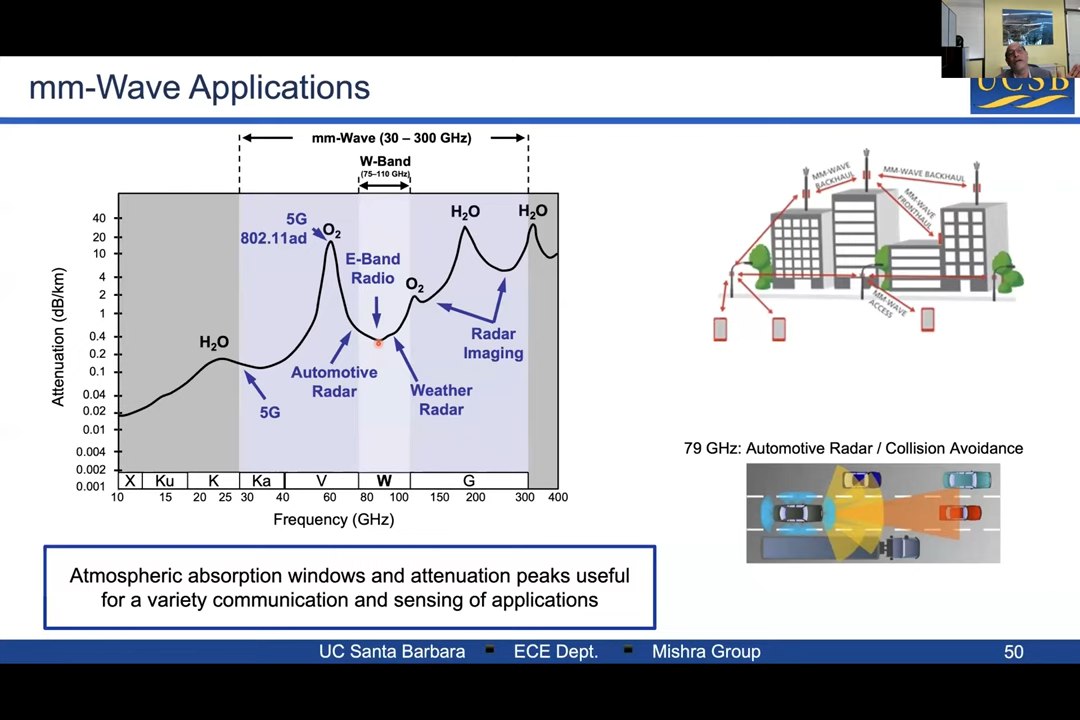 mm-Wave Applications
UCSB
mm-Wave (30 – 300 GHz)
W-Band
(75–110 GHz)
Attenuation (dB/km)
40
20
10
4
2
1
0.4
0.2
0.1
0.04
0.02
0.01
0.004
0.002
0.001
H2O
5G
802.11ad
O2
E-Band
Radio
O2
H2O
H2O
Radar
Imaging
Automotive
Radar
Weather
Radar
5G
X Ku K Ka V W G
10 15 20 25 30 40 60 80 100 150 200 300 400
Frequency (GHz)
MM-WAVE
BACKHAUL
MM-WAVE BACKHAUL
MM-WAVE
FRONTHAUL
MM-WAVE
ACCESS
79 GHz: Automotive Radar / Collision Avoidance
Atmospheric absorption windows and attenuation peaks useful
for a variety communication and sensing of applications
UC Santa Barbara ▪ ECE Dept. ▪ Mishra Group
50